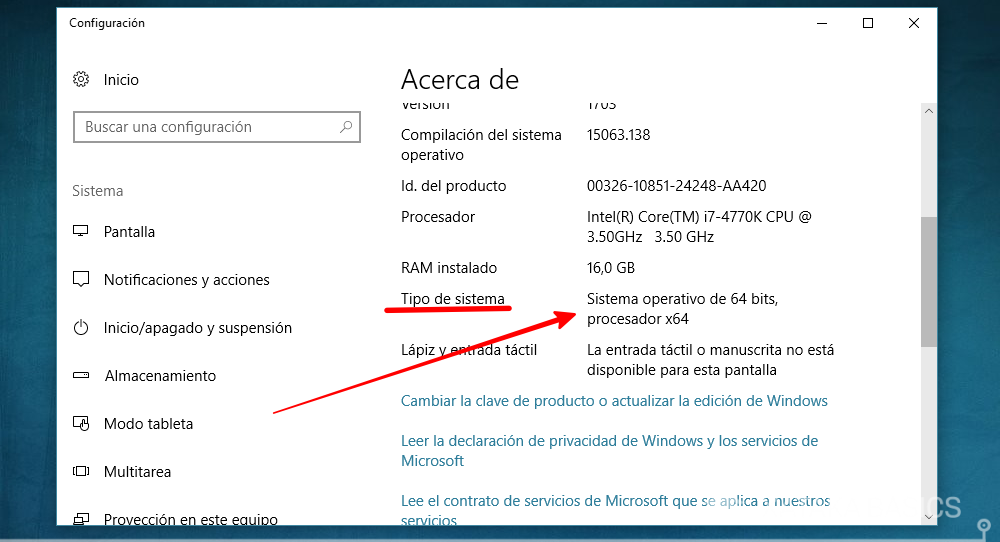 Configuración
Inicio
Buscar una configuración
Sistema
Pantalla
Notificaciones y acciones
Inicio/apagado y suspensión
Almacenamiento
Modo tableta
Multitarea
Proyección en este equipo
Acerca de
Versión 1703
Compilación del sistema operativo 15063.138
Id. del producto 00326-10851-24248-AA420
Procesador Intel(R) Core(TM) i7-4770K CPU @
3.50GHz 3.50 GHz
RAM instalado 16,0 GB
Tipo de sistema Sistema operativo de 64 bits,
procesador x64
Lápiz y entrada táctil La entrada táctil o manuscrita no está
disponible para esta pantalla
Cambiar la clave de producto o actualizar la edición de Windows
Leer la declaración de privacidad de Windows y los servicios de
Microsoft
Lee el contrato de servicios de Microsoft que se aplica a nuestros
servicios